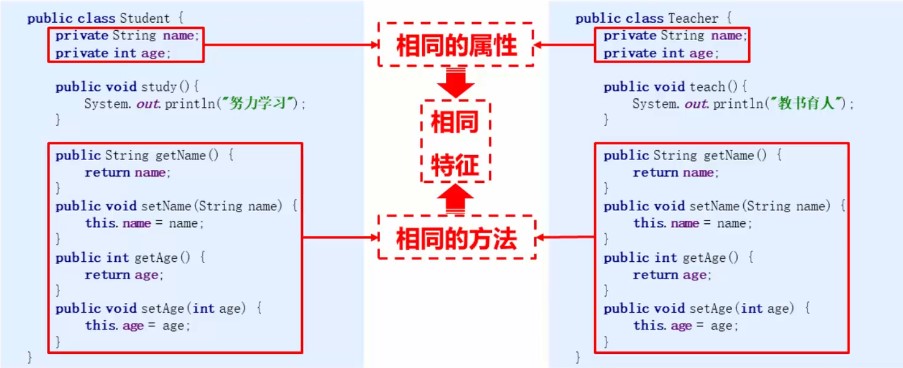 public class Student {
private String name;
private int age;
public void study(){
System.out.println("努力学习");
}
public String getName() {
return name;
}
public void setName(String name) {
this.name = name;
}
public int getAge() {
return age;
}
public void setAge(int age) {
this.age = age;
}
}
相同的属性
相同
特征
相同的方法
public class Teacher {
private String name;
private int age;
public void teach(){
System.out.println("教书育人");
}
public String getName() {
return name;
}
public void setName(String name) {
this.name = name;
}
public int getAge() {
return age;
}
public void setAge(int age) {
this.age = age;
}
}